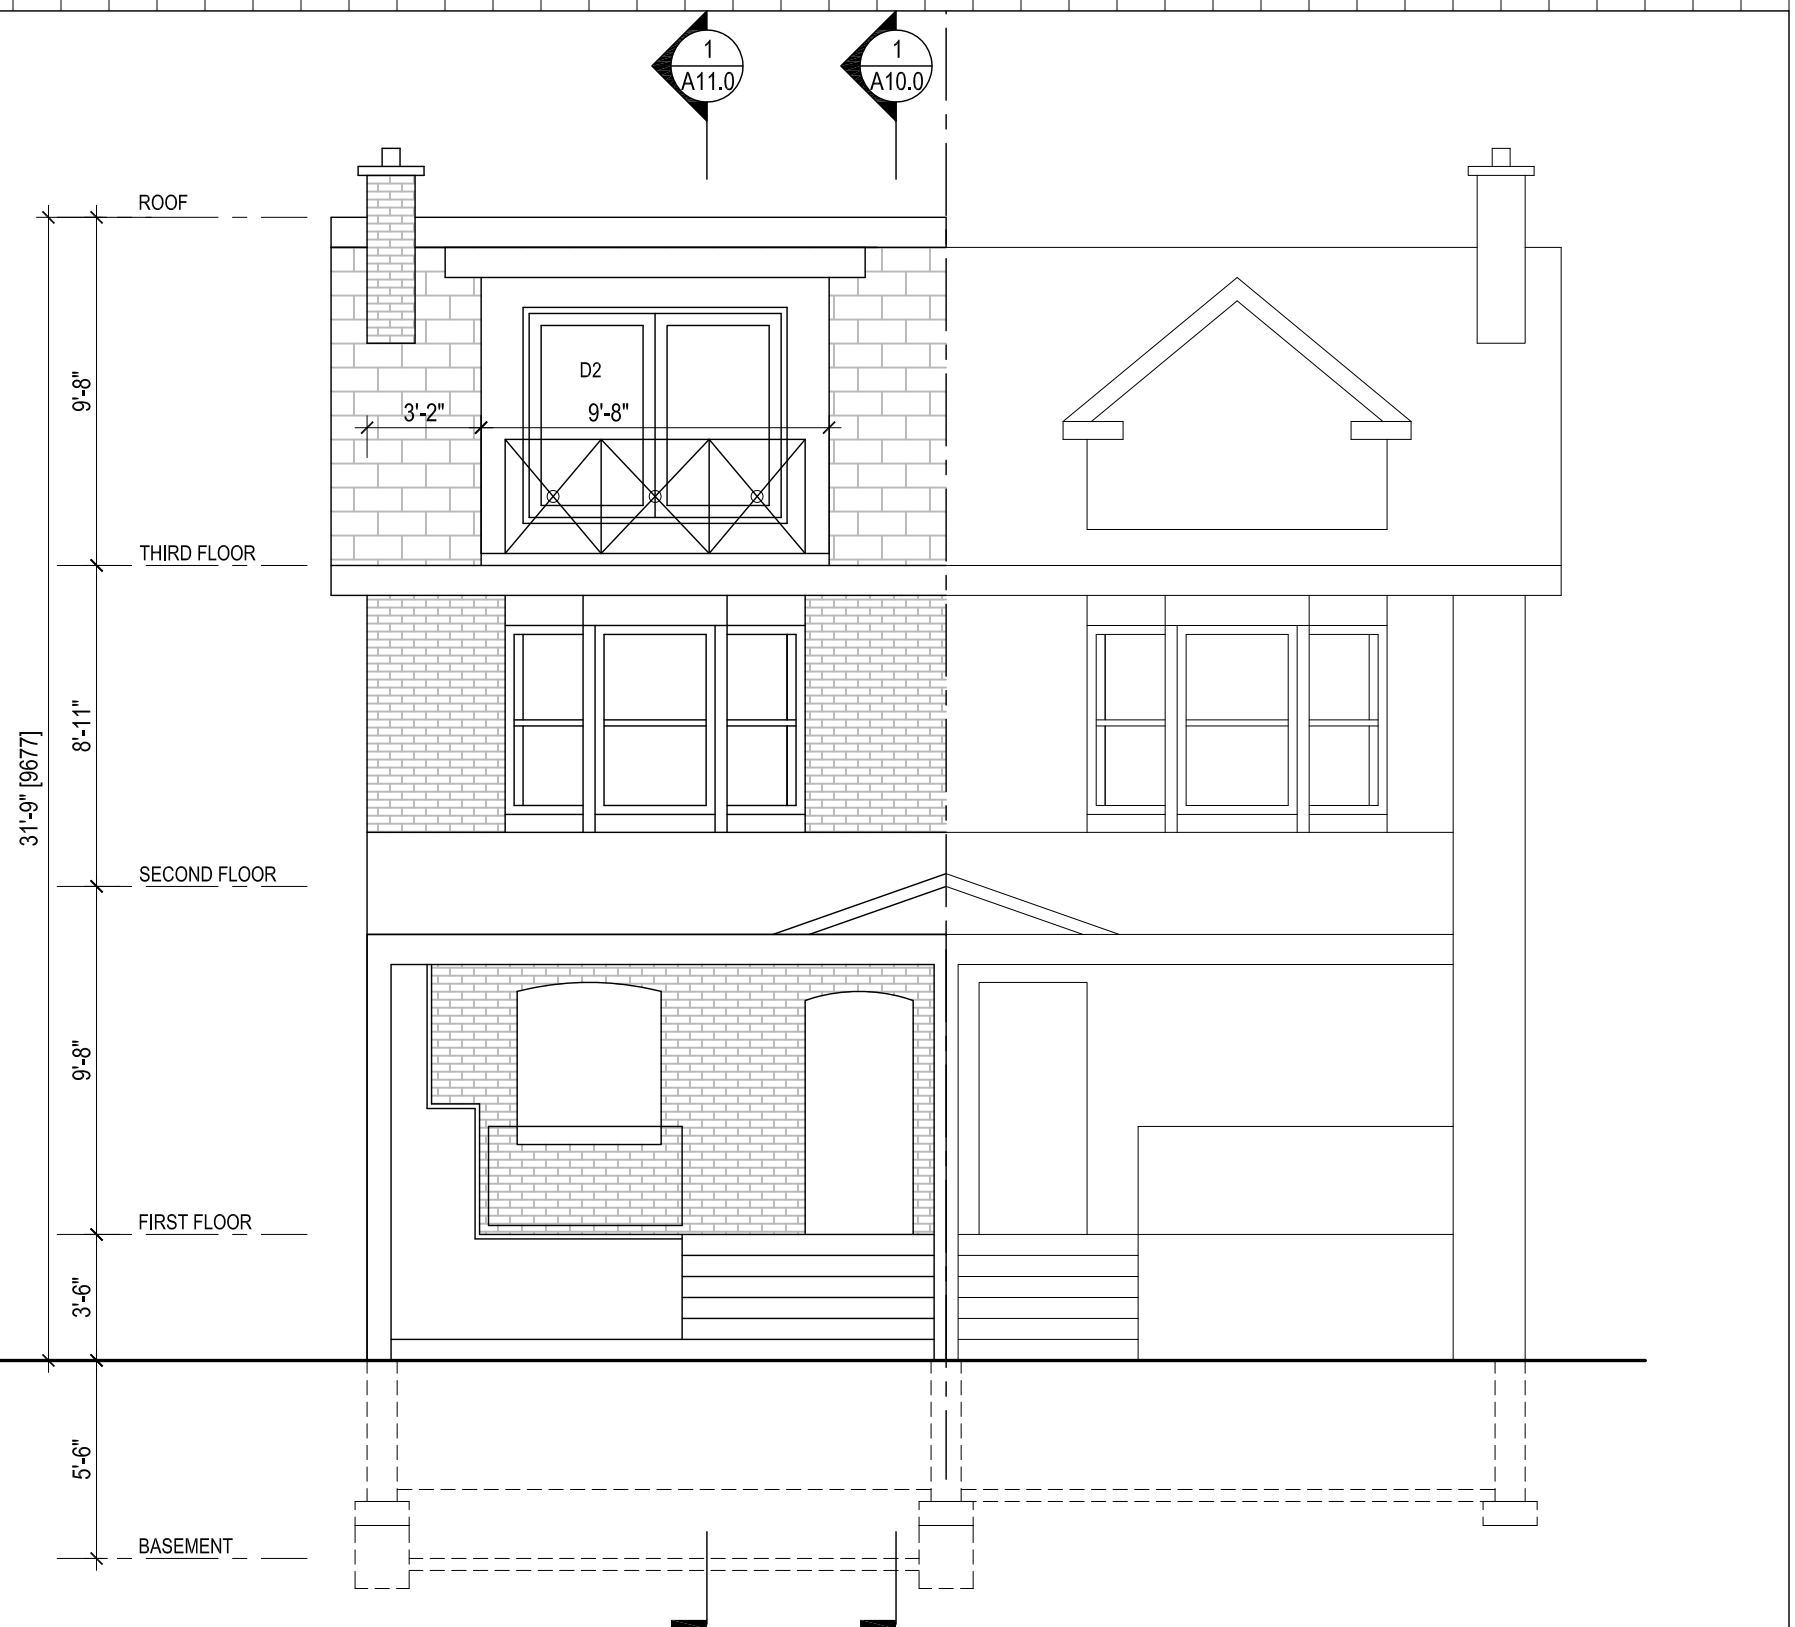 1
A11.0
1
A10.0
ROOF
9'-8"
D2
3'-2"
9'-8"
THIRD FLOOR
8'-11"
31'-9" [9677]
SECOND FLOOR
9'-8"
FIRST FLOOR
3'-6"
5'-6"
BASEMENT